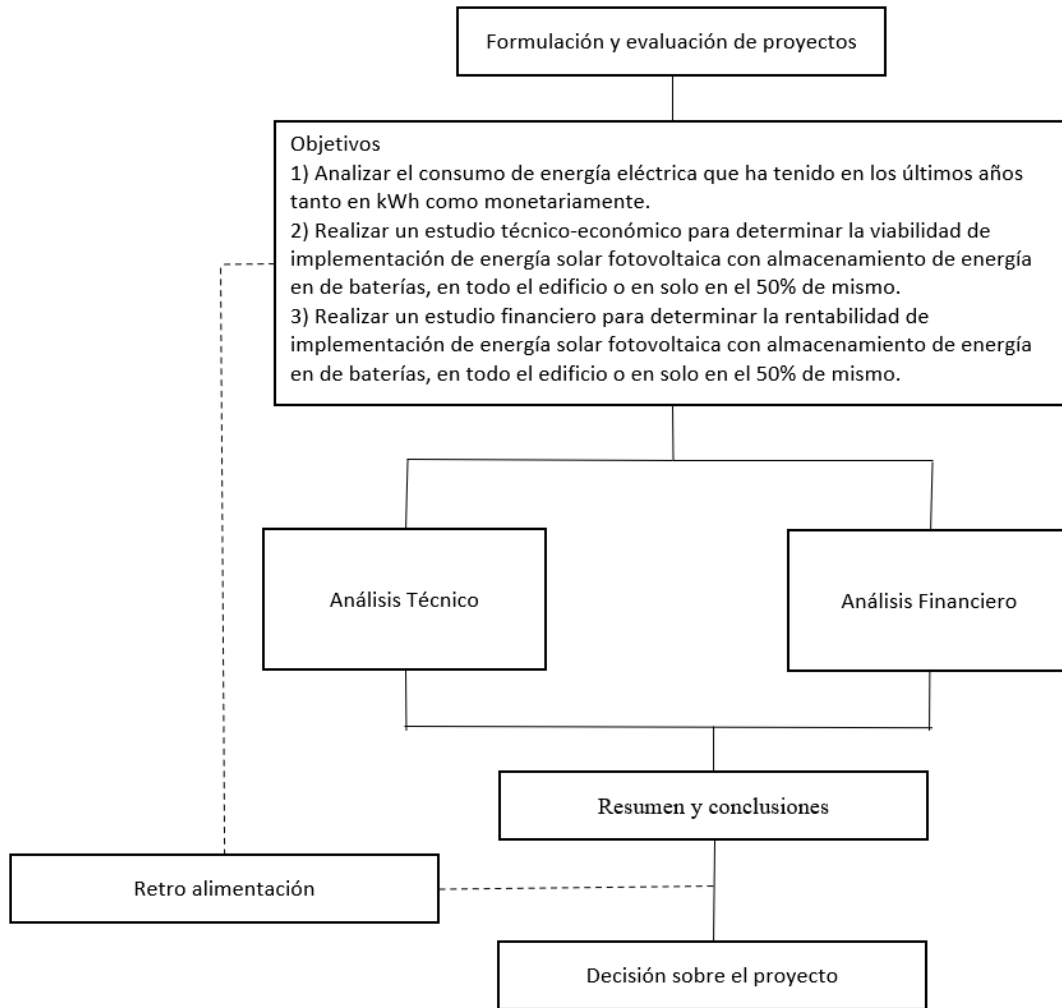 Formulación y evaluación de proyectos
Objetivos
1) Analizar el consumo de energía eléctrica que ha tenido en los últimos años
tanto en kWh como monetariamente.
2) Realizar un estudio técnico-económico para determinar la viabilidad de
implementación de energía solar fotovoltaica con almacenamiento de energía
en de baterías, en todo el edificio o en solo en el 50% de mismo.
3) Realizar un estudio financiero para determinar la rentabilidad de
implementación de energía solar fotovoltaica con almacenamiento de energía
en de baterías, en todo el edificio o en solo en el 50% de mismo.
Análisis Técnico
Análisis Financiero
Resumen y conclusiones
Retro alimentación
Decisión sobre el proyecto